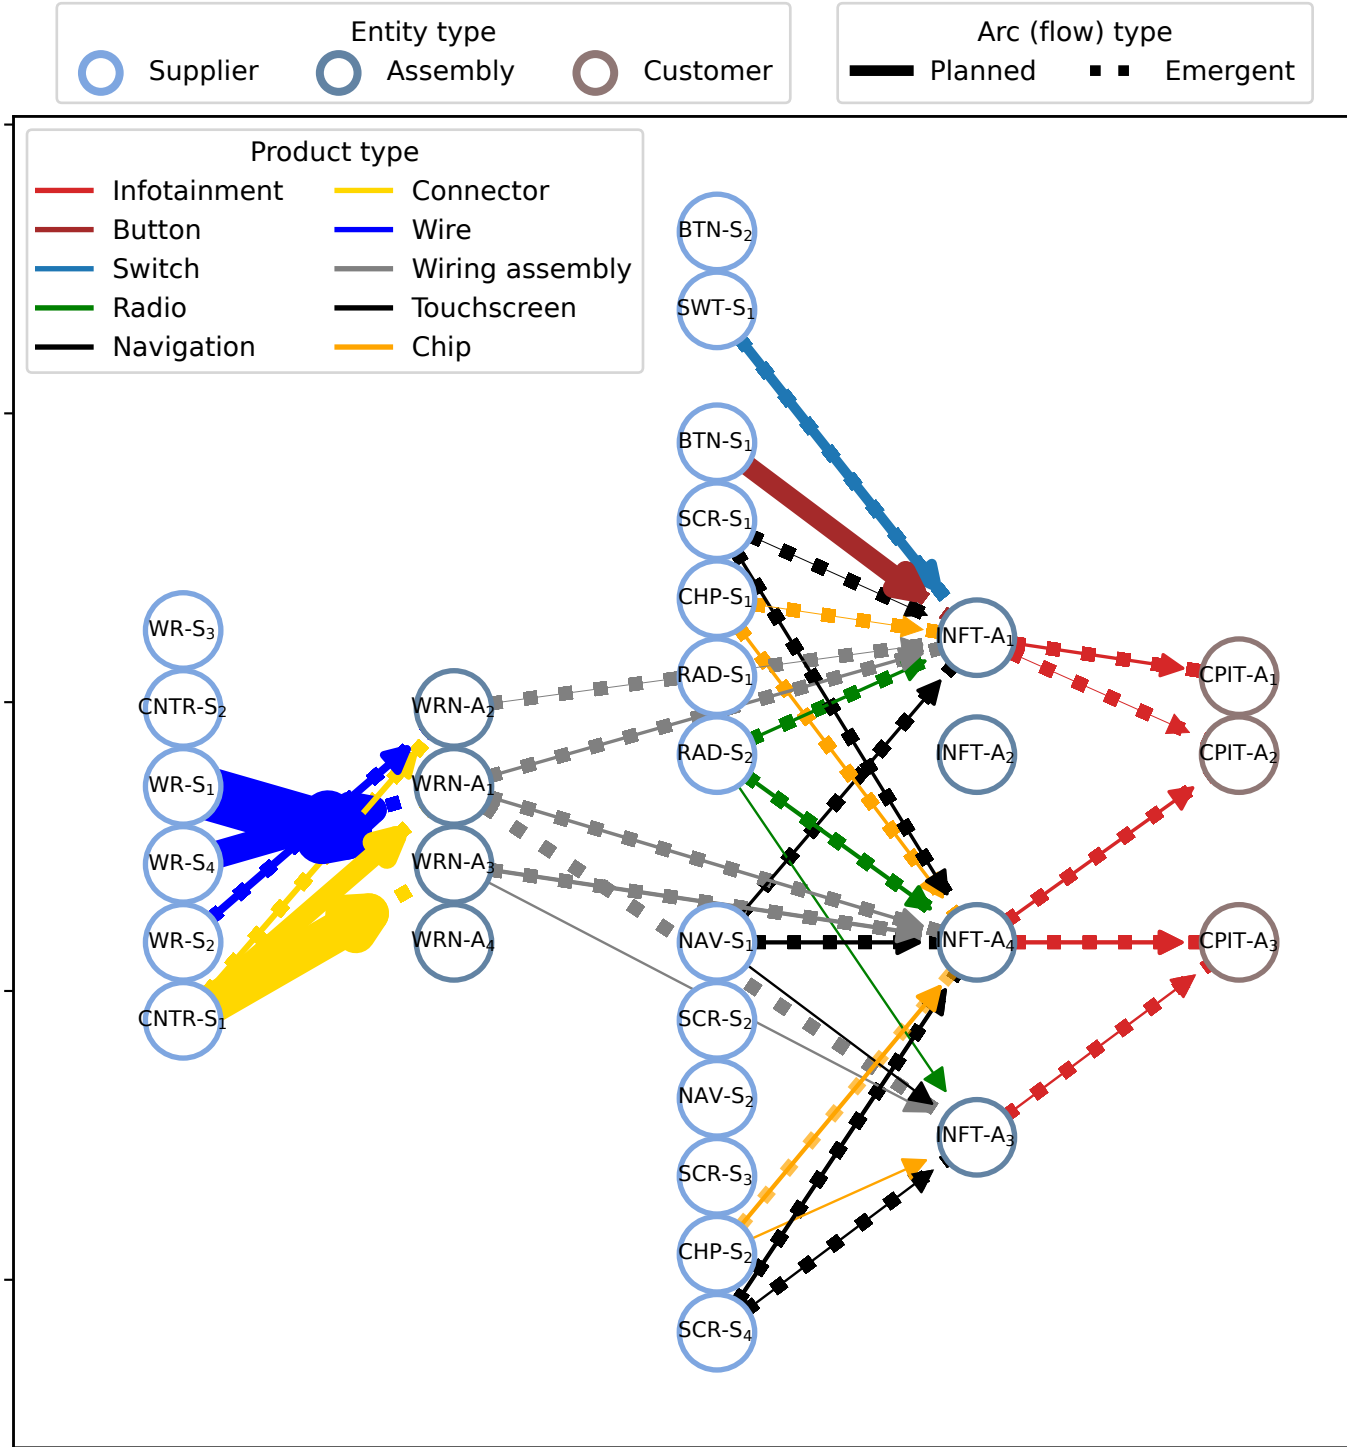 Entity type
Supplier
Assembly
Customer
Arc (flow) type
Planned
Emergent
Product type
Infotainment
Button
Switch
Radio
Navigation
Connector
Wire
Wiring assembly
Touchscreen
Chip
WR-S₃
CNTR-S₂
WR-S₁
WR-S₄
WR-S₂
CNTR-S₁
WRN-A₂
WRN-A₁
WRN-A₃
WRN-A₄
BTN-S₂
SWT-S₁
BTN-S₁
SCR-S₁
CHP-S₁
RAD-S₁
RAD-S₂
NAV-S₁
SCR-S₂
NAV-S₂
SCR-S₃
CHP-S₂
SCR-S₄
INFT-A₁
INFT-A₂
INFT-A₄
INFT-A₃
CPIT-A₁
CPIT-A₂
CPIT-A₃